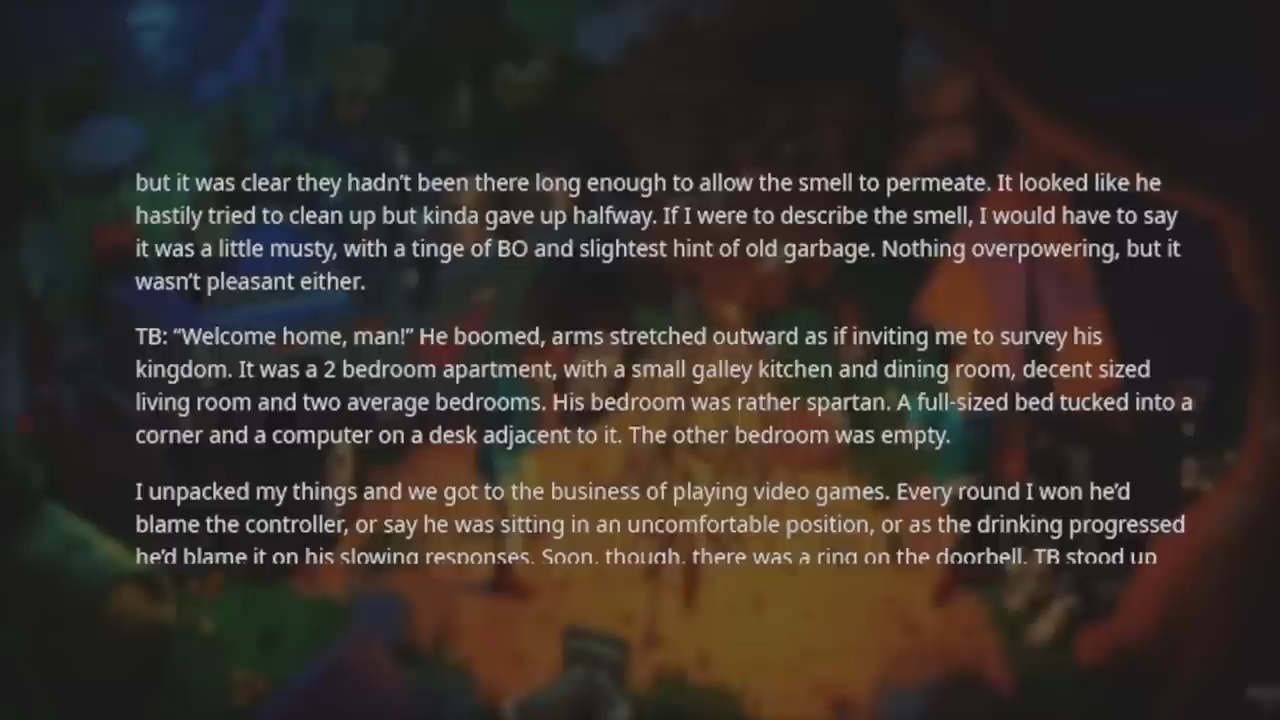 but it was clear they hadn’t been there long enough to allow the smell to permeate. It looked like he
hastily tried to clean up but kinda gave up halfway. If I were to describe the smell, I would have to say
it was a little musty, with a tinge of BO and slightest hint of old garbage. Nothing overpowering, but it
wasn’t pleasant either.
TB: “Welcome home, man!” He boomed, arms stretched outward as if inviting me to survey his
kingdom. It was a 2 bedroom apartment, with a small galley kitchen and dining room, decent sized
living room and two average bedrooms. His bedroom was rather spartan. A full-sized bed tucked into a
corner and a computer on a desk adjacent to it. The other bedroom was empty.
I unpacked my things and we got to the business of playing video games. Every round I won he’d
blame the controller, or say he was sitting in an uncomfortable position, or as the drinking progressed
he’d blame it on his slowing responses. Soon, though, there was a ring on the doorbell. TB stood up